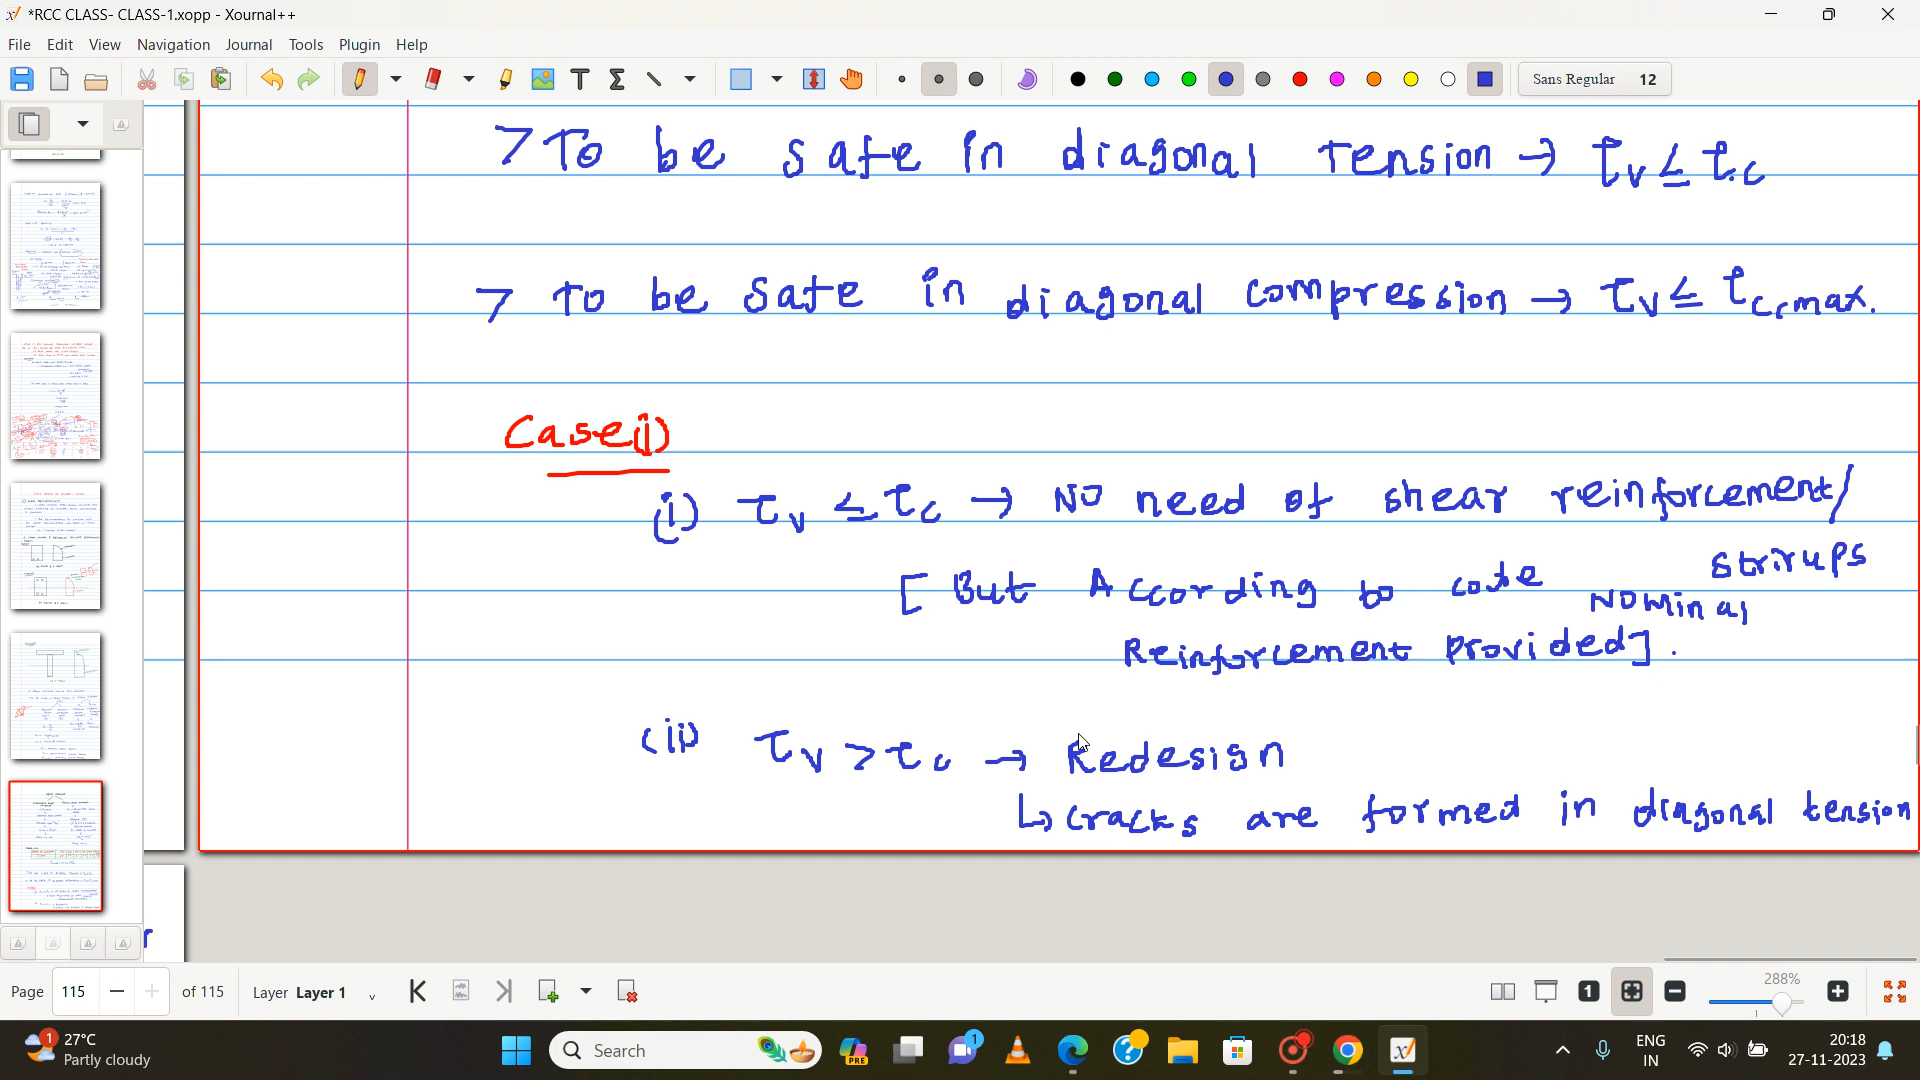 *RCC CLASS- CLASS-1.xopp - Xournal++
File Edit View Navigation Journal Tools Plugin Help
Sans Regular 12
> To be safe in diagonal tension → τv ≤ τc
> To be safe in diagonal compression → τv ≤ τc,max.
Case(i)
(i) τv ≤ τc → No need of shear reinforcement/
stirrups
[ But According to code Nominal
Reinforcement provided].
(ii) τv > τc → Redesign
↳ cracks are formed in diagonal tension
Page 115 of 115 Layer Layer 1 288%
27°C
Partly cloudy
Search
PRE
ENG
IN
20:18
27-11-2023